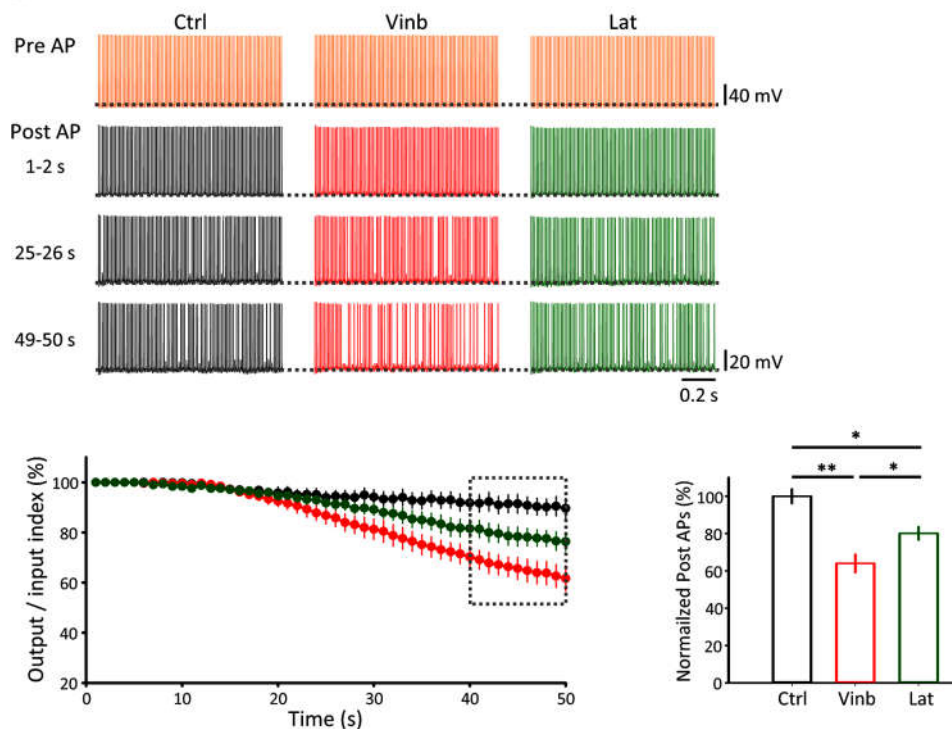 Ctrl Vinb Lat
Pre AP
40 mV
Post AP
1-2 s
25-26 s
49-50 s
20 mV
0.2 s
Output / input index (%)
100
80
60
40
20
0 10 20 30 40 50
Time (s)
Normailzed Post APs (%)
100
80
60
40
20
0
*
** *
Ctrl Vinb Lat